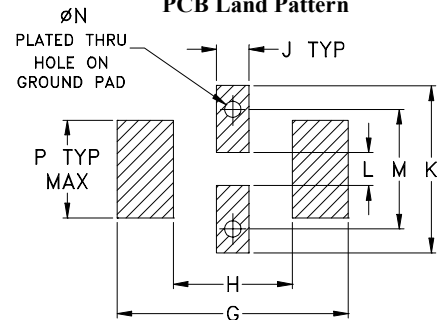 PCB Land Pattern
ØN
PLATED THRU
HOLE ON
GROUND PAD
J TYP
P TYP
MAX
L
M
K
H
G